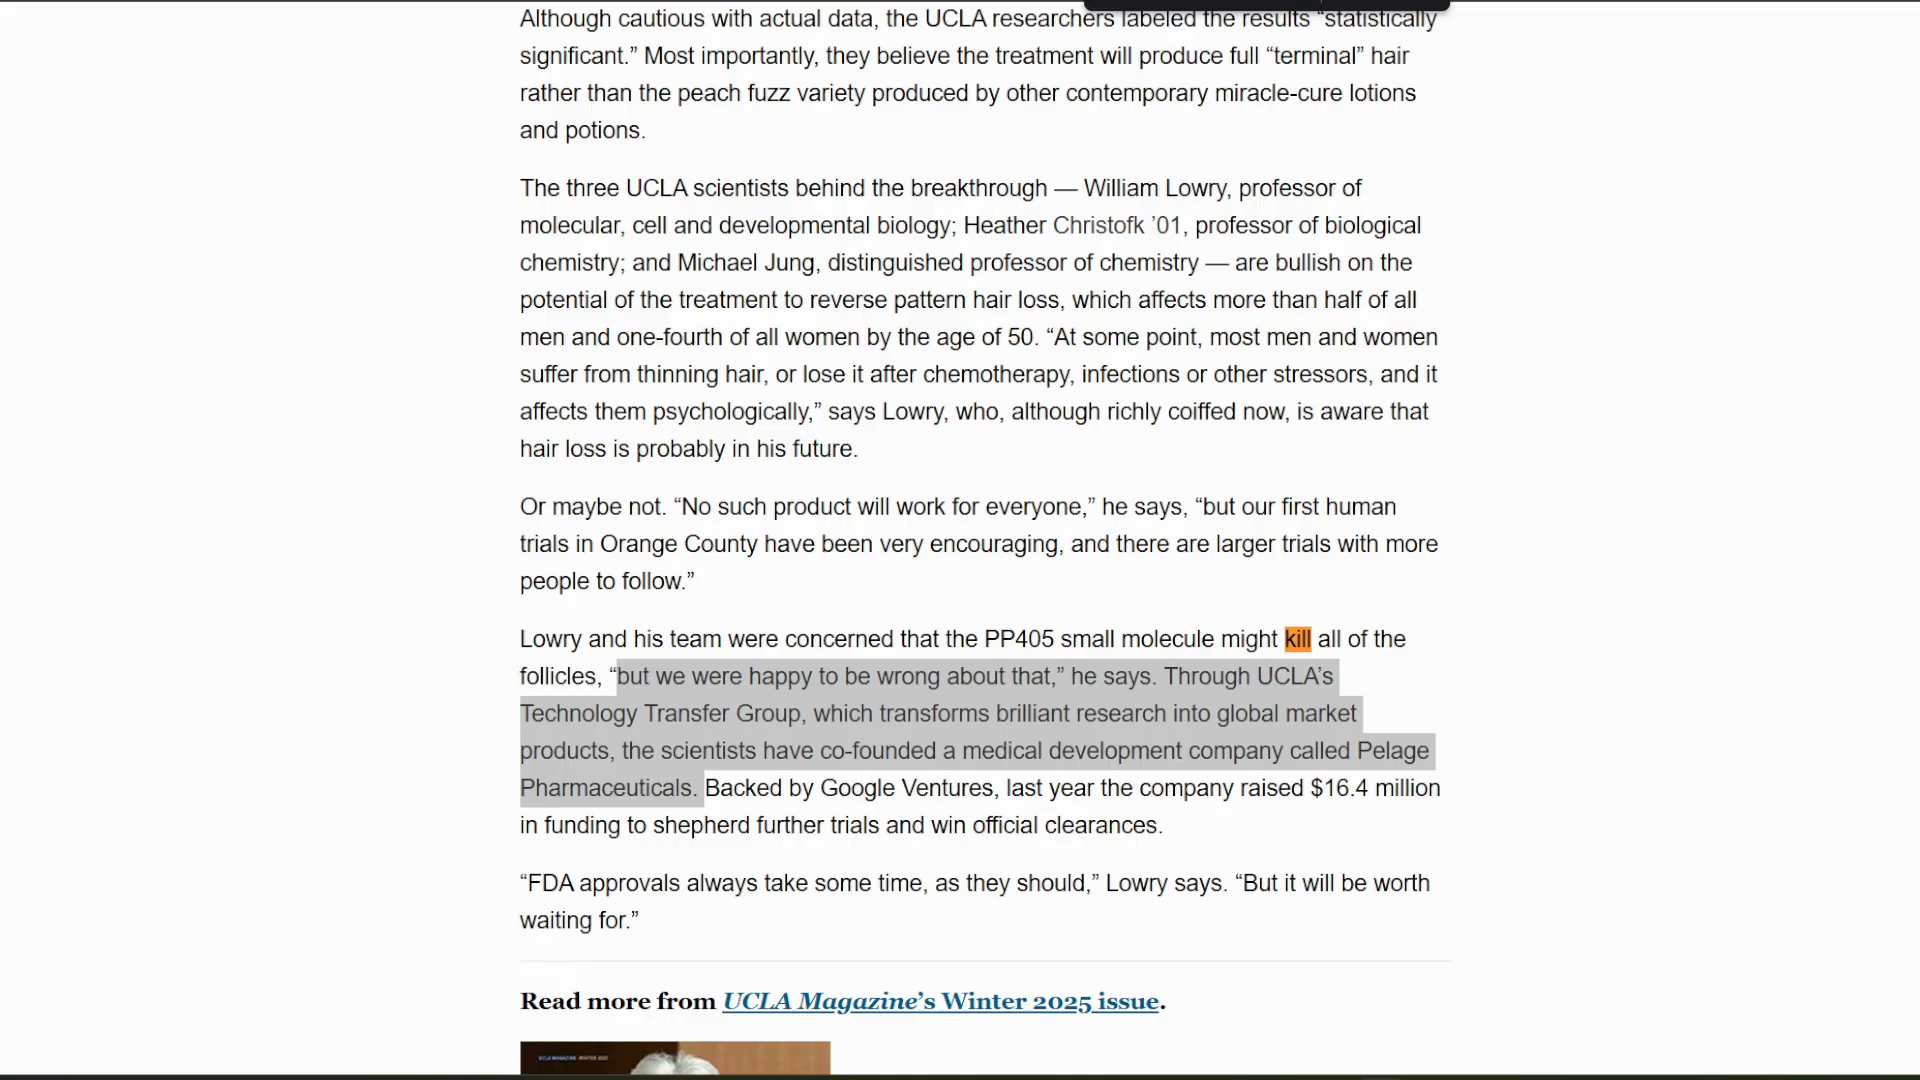 Although cautious with actual data, the UCLA researchers labeled the results “statistically
significant.” Most importantly, they believe the treatment will produce full “terminal” hair
rather than the peach fuzz variety produced by other contemporary miracle-cure lotions
and potions.
The three UCLA scientists behind the breakthrough — William Lowry, professor of
molecular, cell and developmental biology; Heather Christofk ’01, professor of biological
chemistry; and Michael Jung, distinguished professor of chemistry — are bullish on the
potential of the treatment to reverse pattern hair loss, which affects more than half of all
men and one-fourth of all women by the age of 50. “At some point, most men and women
suffer from thinning hair, or lose it after chemotherapy, infections or other stressors, and it
affects them psychologically,” says Lowry, who, although richly coiffed now, is aware that
hair loss is probably in his future.
Or maybe not. “No such product will work for everyone,” he says, “but our first human
trials in Orange County have been very encouraging, and there are larger trials with more
people to follow.”
Lowry and his team were concerned that the PP405 small molecule might kill all of the
follicles, “but we were happy to be wrong about that,” he says. Through UCLA’s
Technology Transfer Group, which transforms brilliant research into global market
products, the scientists have co-founded a medical development company called Pelage
Pharmaceuticals. Backed by Google Ventures, last year the company raised $16.4 million
in funding to shepherd further trials and win official clearances.
“FDA approvals always take some time, as they should,” Lowry says. “But it will be worth
waiting for.”
Read more from UCLA Magazine’s Winter 2025 issue.
UCLA MAGAZINE WINTER 2025